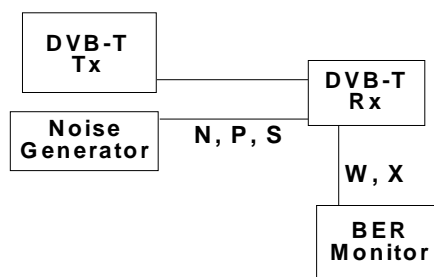 DVB-T
Tx
DVB-T
Rx
Noise
Generator
N, P, S
W, X
BER
Monitor